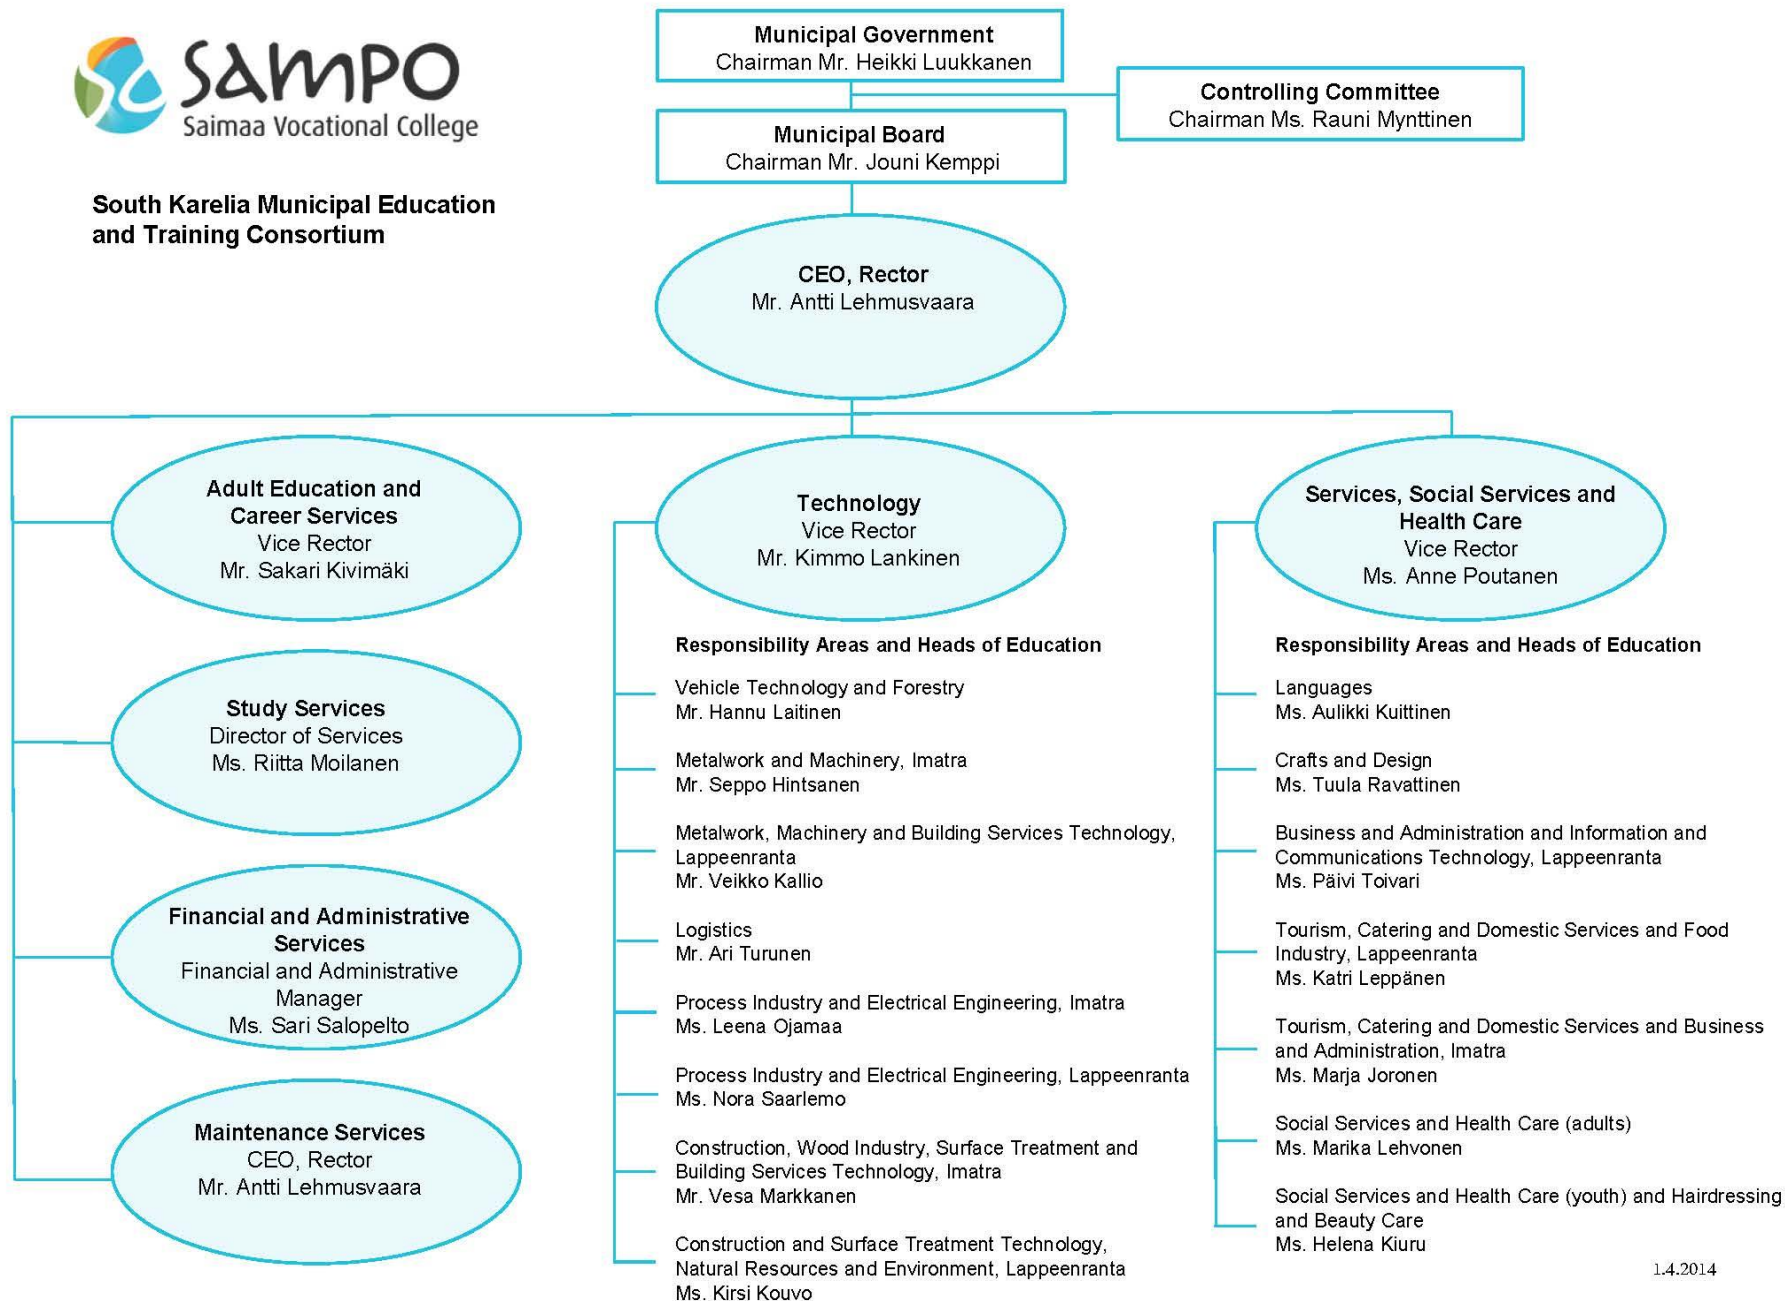 SAMPO
Saimaa Vocational College
South Karelia Municipal Education
and Training Consortium
Municipal Government
Chairman Mr. Heikki Luukkanen
Controlling Committee
Chairman Ms. Rauni Mynttinen
Municipal Board
Chairman Mr. Jouni Kemppi
CEO, Rector
Mr. Antti Lehmusvaara
Adult Education and
Career Services
Vice Rector
Mr. Sakari Kivimäki
Study Services
Director of Services
Ms. Riitta Moilanen
Financial and Administrative
Services
Financial and Administrative
Manager
Ms. Sari Salopelto
Maintenance Services
CEO, Rector
Mr. Antti Lehmusvaara
Technology
Vice Rector
Mr. Kimmo Lankinen
Responsibility Areas and Heads of Education
Vehicle Technology and Forestry
Mr. Hannu Laitinen
Metalwork and Machinery, Imatra
Mr. Seppo Hintsanen
Metalwork, Machinery and Building Services Technology,
Lappeenranta
Mr. Veikko Kallio
Logistics
Mr. Ari Turunen
Process Industry and Electrical Engineering, Imatra
Ms. Leena Ojamaa
Process Industry and Electrical Engineering, Lappeenranta
Ms. Nora Saarlemo
Construction, Wood Industry, Surface Treatment and
Building Services Technology, Imatra
Mr. Vesa Markkanen
Construction and Surface Treatment Technology,
Natural Resources and Environment, Lappeenranta
Ms. Kirsi Kouvo
Services, Social Services and
Health Care
Vice Rector
Ms. Anne Poutanen
Responsibility Areas and Heads of Education
Languages
Ms. Aulikki Kuittinen
Crafts and Design
Ms. Tuula Ravattinen
Business and Administration and Information and
Communications Technology, Lappeenranta
Ms. Päivi Toivari
Tourism, Catering and Domestic Services and Food
Industry, Lappeenranta
Ms. Katri Leppänen
Tourism, Catering and Domestic Services and Business
and Administration, Imatra
Ms. Marja Joronen
Social Services and Health Care (adults)
Ms. Marika Lehvonen
Social Services and Health Care (youth) and Hairdressing
and Beauty Care
Ms. Helena Kiuru
1.4.2014